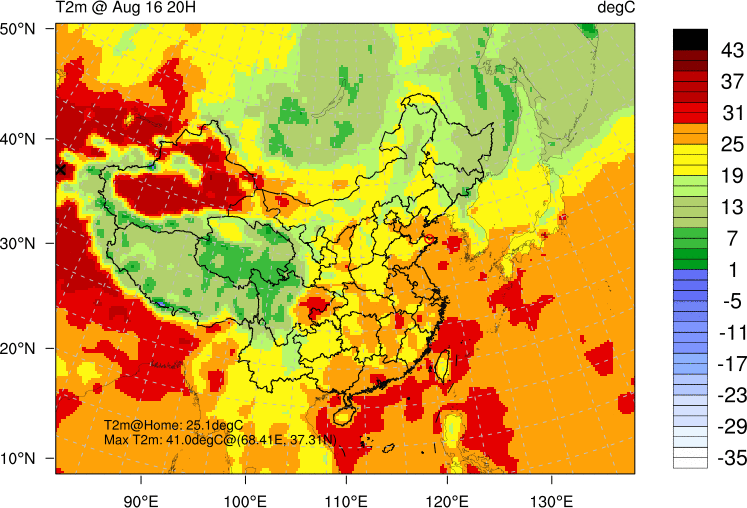 T2m @ Aug 16 20H
degC
50°N
40°N
30°N
20°N
10°N
90°E
100°E
110°E
120°E
130°E
T2m@Home: 25.1degC
Max T2m: 41.0degC@(68.41E, 37.31N)
43
37
31
25
19
13
7
1
-5
-11
-17
-23
-29
-35